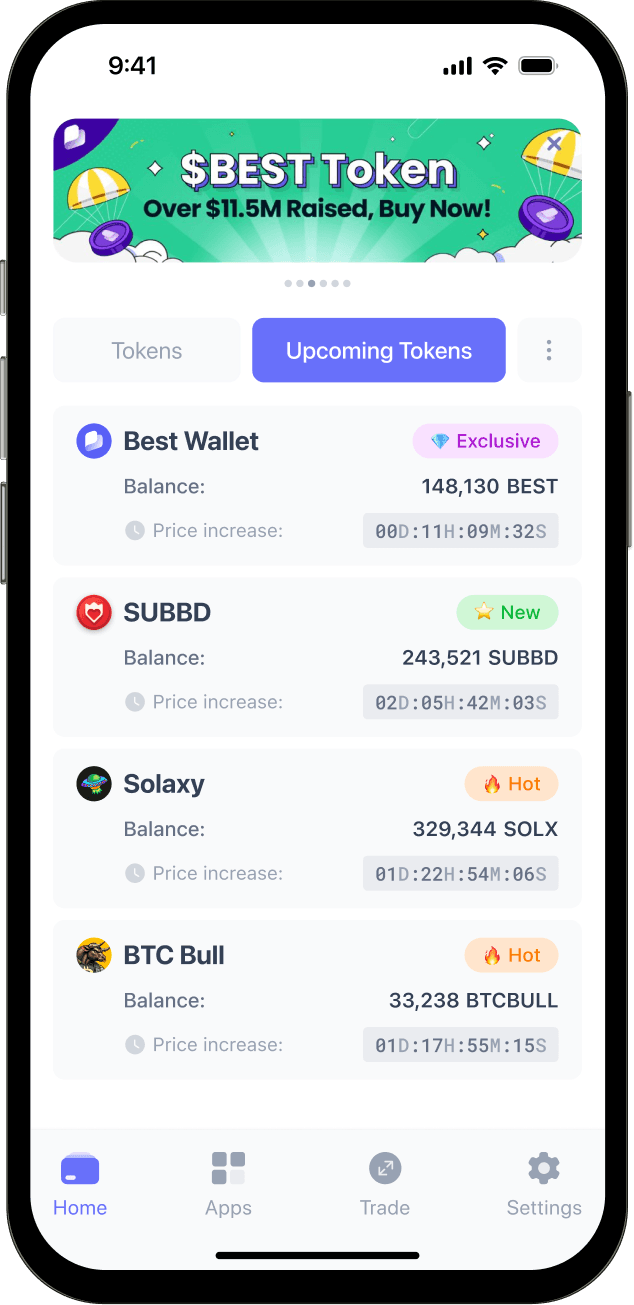 9:41
$BEST Token
Over $11.5M Raised, Buy Now!
Tokens Upcoming Tokens
Best Wallet Exclusive
Balance: 148,130 BEST
Price increase: 00D:11H:09M:32S
SUBBD New
Balance: 243,521 SUBBD
Price increase: 02D:05H:42M:03S
Solaxy Hot
Balance: 329,344 SOLX
Price increase: 01D:22H:54M:06S
BTC Bull Hot
Balance: 33,238 BTCBULL
Price increase: 01D:17H:55M:15S
Home Apps Trade Settings